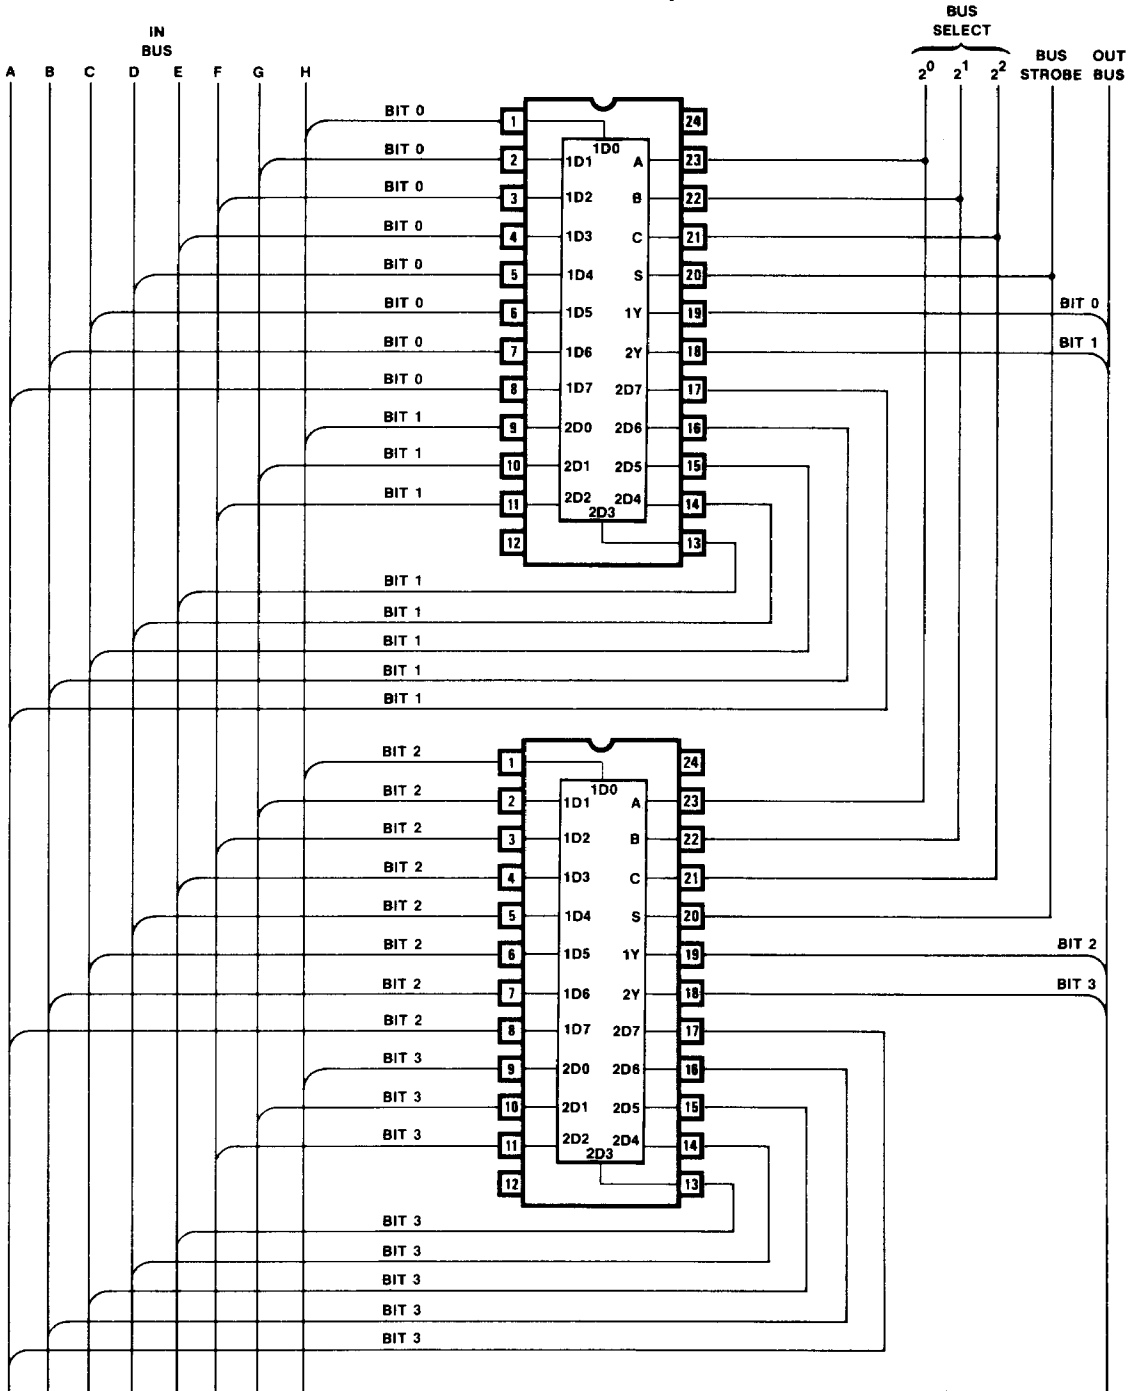 IN
BUS
BUS
SELECT
BUS
STROBE
OUT
BUS
A B C D E F G H
2⁰ 2¹ 2²
BIT 0
BIT 0
BIT 0
BIT 0
BIT 0
BIT 0
BIT 0
BIT 0
BIT 1
BIT 1
BIT 1
1 1D0 24
2 1D1 A 23
3 1D2 B 22
4 1D3 C 21
5 1D4 S 20
6 1D5 1Y 19
7 1D6 2Y 18
8 1D7 2D7 17
9 2D0 2D6 16
10 2D1 2D5 15
11 2D2 2D4 14
2D3
12 13
BIT 0
BIT 1
BIT 1
BIT 1
BIT 1
BIT 1
BIT 1
BIT 2
BIT 2
BIT 2
BIT 2
BIT 2
BIT 2
BIT 2
BIT 2
BIT 3
BIT 3
BIT 3
1 1D0 24
2 1D1 A 23
3 1D2 B 22
4 1D3 C 21
5 1D4 S 20
6 1D5 1Y 19
7 1D6 2Y 18
8 1D7 2D7 17
9 2D0 2D6 16
10 2D1 2D5 15
11 2D2 2D4 14
2D3
12 13
BIT 2
BIT 3
BIT 3
BIT 3
BIT 3
BIT 3
BIT 3